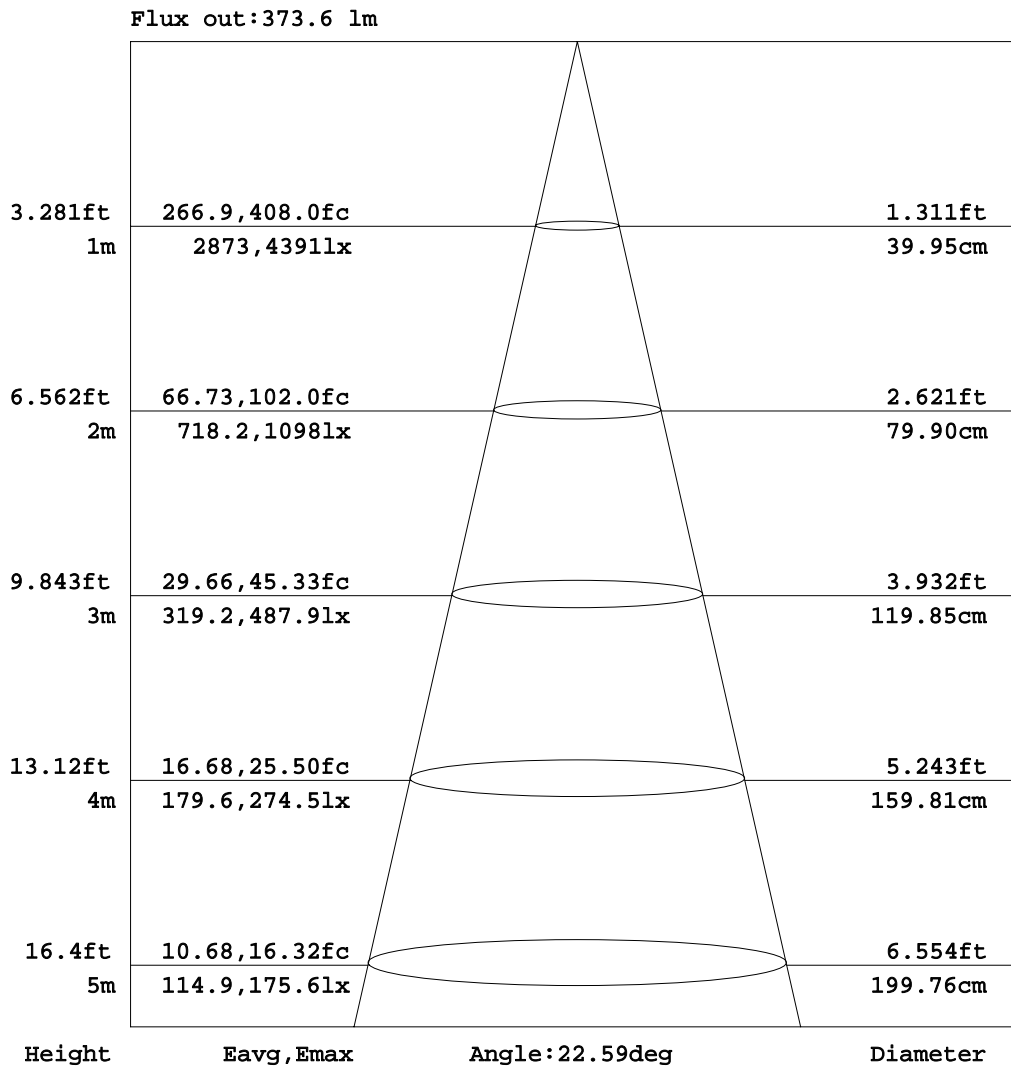 Flux out:373.6 lm
3.281ft 266.9,408.0fc 1.311ft
1m 2873,4391lx 39.95cm
6.562ft 66.73,102.0fc 2.621ft
2m 718.2,1098lx 79.90cm
9.843ft 29.66,45.33fc 3.932ft
3m 319.2,487.9lx 119.85cm
13.12ft 16.68,25.50fc 5.243ft
4m 179.6,274.5lx 159.81cm
16.4ft 10.68,16.32fc 6.554ft
5m 114.9,175.6lx 199.76cm
Height Eavg,Emax Angle:22.59deg Diameter